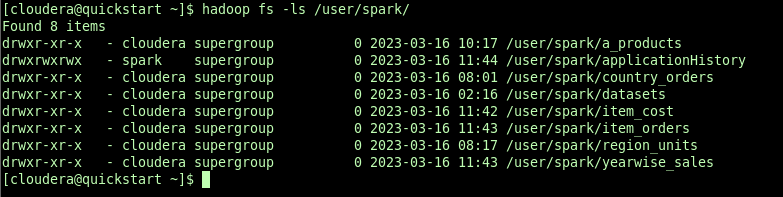 [cloudera@quickstart ~]$ hadoop fs -ls /user/spark/
Found 8 items
drwxr-xr-x   - cloudera supergroup          0 2023-03-16 10:17 /user/spark/a_products
drwxrwxrwx   - spark    supergroup          0 2023-03-16 11:44 /user/spark/applicationHistory
drwxr-xr-x   - cloudera supergroup          0 2023-03-16 08:01 /user/spark/country_orders
drwxr-xr-x   - cloudera supergroup          0 2023-03-16 02:16 /user/spark/datasets
drwxr-xr-x   - cloudera supergroup          0 2023-03-16 11:42 /user/spark/item_cost
drwxr-xr-x   - cloudera supergroup          0 2023-03-16 11:43 /user/spark/item_orders
drwxr-xr-x   - cloudera supergroup          0 2023-03-16 08:17 /user/spark/region_units
drwxr-xr-x   - cloudera supergroup          0 2023-03-16 11:43 /user/spark/yearwise_sales
[cloudera@quickstart ~]$